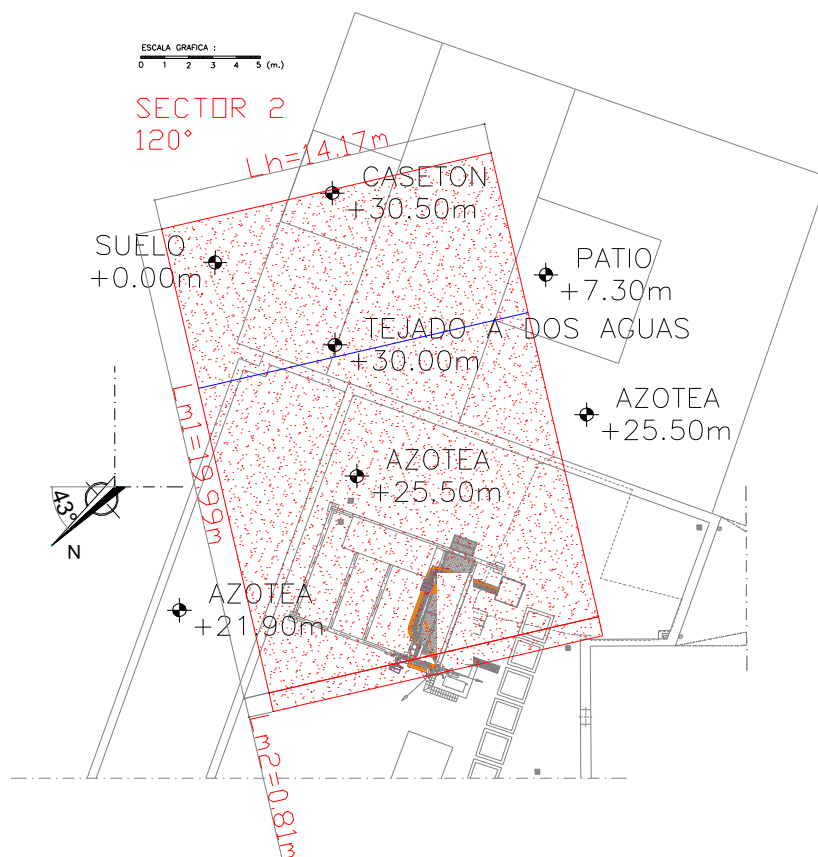 ESCALA GRAFICA :
0 1 2 3 4 5 (m.)
SECTOR 2
120°
Lh=14.17m
CASETON
+30.50m
SUELO
+0.00m
PATIO
+7.30m
TEJADO A DOS AGUAS
+30.00m
AZOTEA
+25.50m
AZOTEA
+25.50m
Lm1=19.99m
43°
N
AZOTEA
+21.90m
Lm2=0.81m